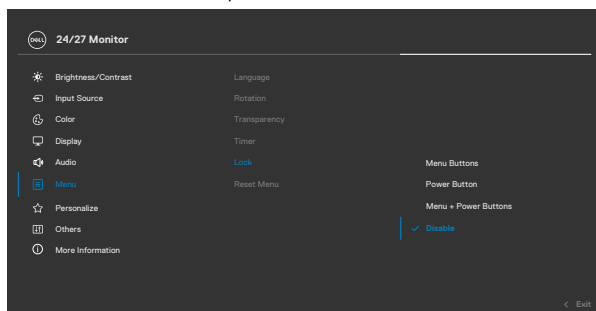 DELL
24/27 Monitor
Brightness/Contrast
Input Source
Color
Display
Audio
Menu
Personalize
Others
More Information
Language
Rotation
Transparency
Timer
Lock
Reset Menu
Menu Buttons
Power Button
Menu + Power Buttons
Disable
Exit